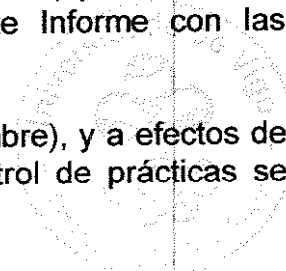 e Informe con las
bre), y a efectos de
trol de prácticas se